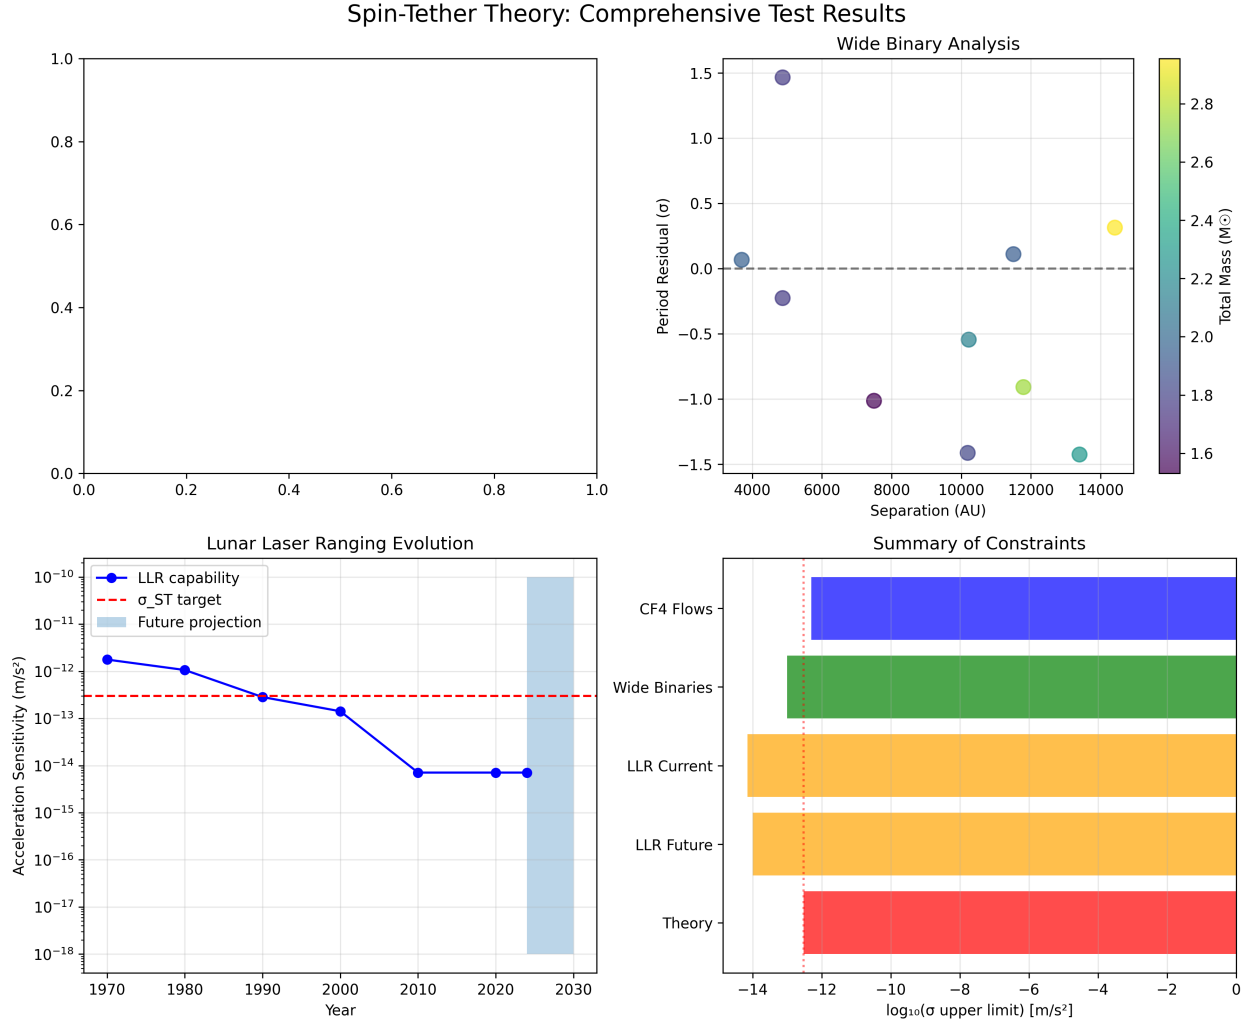 Spin-Tether Theory: Comprehensive Test Results
1.0
0.8
0.6
0.4
0.2
0.0
0.0 0.2 0.4 0.6 0.8 1.0
Wide Binary Analysis
Period Residual (σ)
1.5
1.0
0.5
0.0
−0.5
−1.0
−1.5
4000 6000 8000 10000 12000 14000
Separation (AU)
2.8
2.6
2.4
2.2
2.0
1.8
1.6
Total Mass (M☉)
Lunar Laser Ranging Evolution
LLR capability
σ_ST target
Future projection
Acceleration Sensitivity (m/s²)
10⁻¹⁰
10⁻¹¹
10⁻¹²
10⁻¹³
10⁻¹⁴
10⁻¹⁵
10⁻¹⁶
10⁻¹⁷
10⁻¹⁸
1970 1980 1990 2000 2010 2020 2030
Year
Summary of Constraints
CF4 Flows
Wide Binaries
LLR Current
LLR Future
Theory
−14 −12 −10 −8 −6 −4 −2 0
log₁₀(σ upper limit) [m/s²]